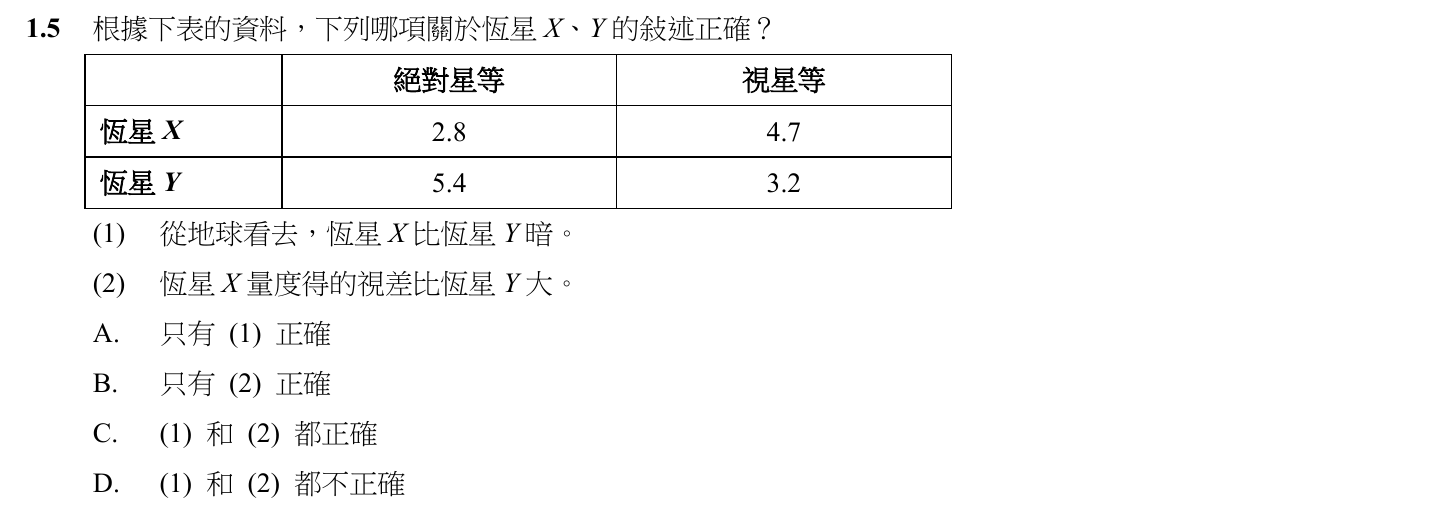 1.5 根據下表的資料，下列哪項關於恆星 X、Y 的敍述正確？
絕對星等 視星等
恆星 X 2.8 4.7
恆星 Y 5.4 3.2
(1) 從地球看去，恆星 X 比恆星 Y 暗。
(2) 恆星 X 量度得的視差比恆星 Y 大。
A. 只有 (1) 正確
B. 只有 (2) 正確
C. (1) 和 (2) 都正確
D. (1) 和 (2) 都不正確